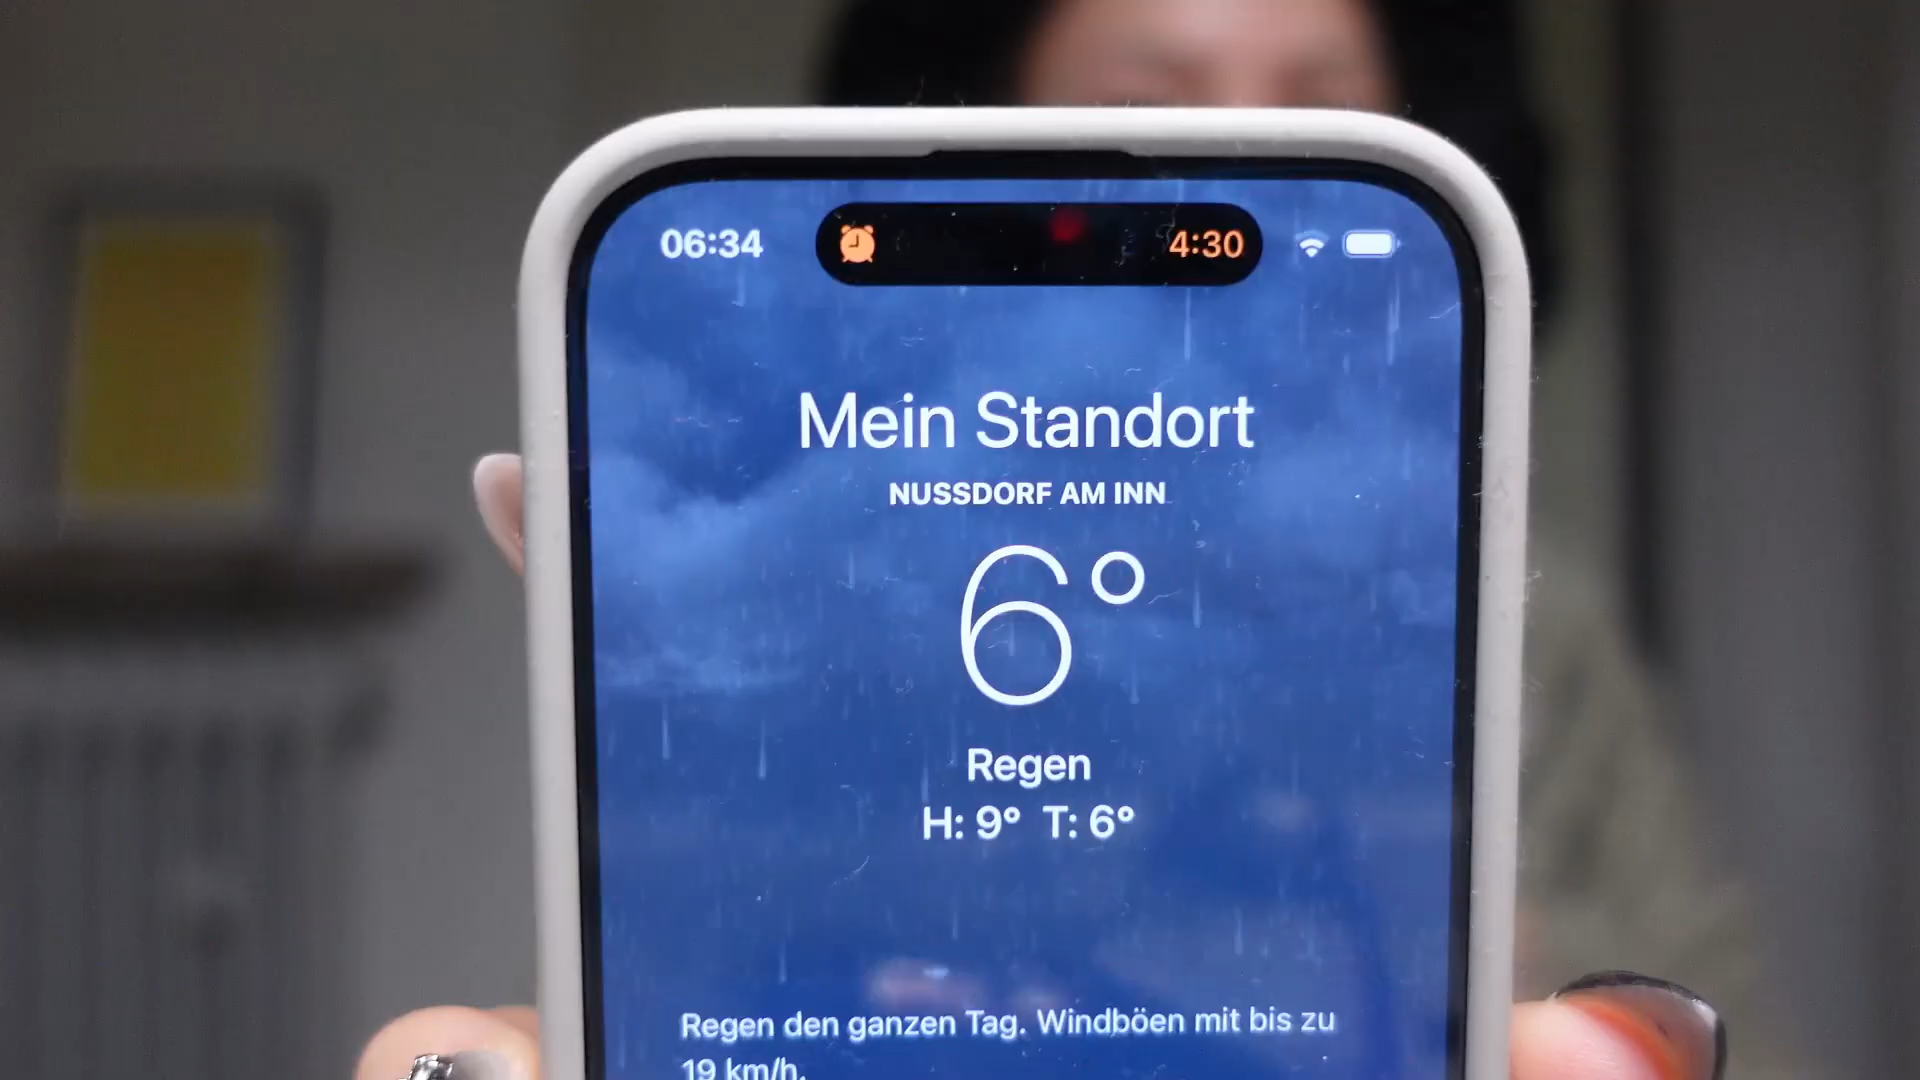 06:34 4:30
Mein Standort
NUSSDORF AM INN
6°
Regen
H: 9° T: 6°
Regen den ganzen Tag. Windböen mit bis zu
19 km/h.